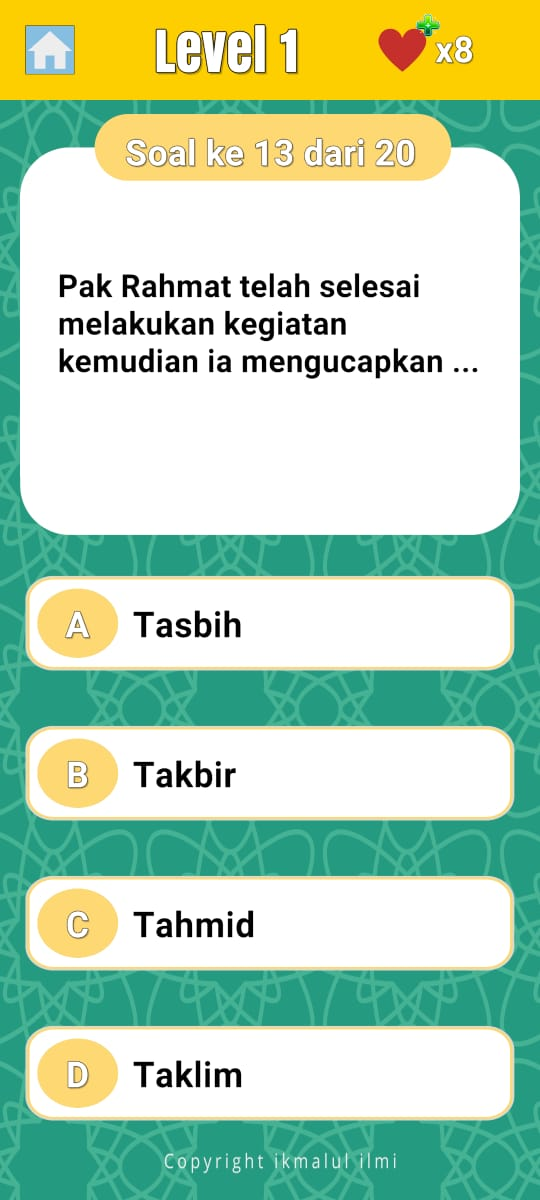 Level 1
x8
Soal ke 13 dari 20
Pak Rahmat telah selesai
melakukan kegiatan
kemudian ia mengucapkan ...
A Tasbih
B Takbir
C Tahmid
D Taklim
Copyright ikmalul ilmi